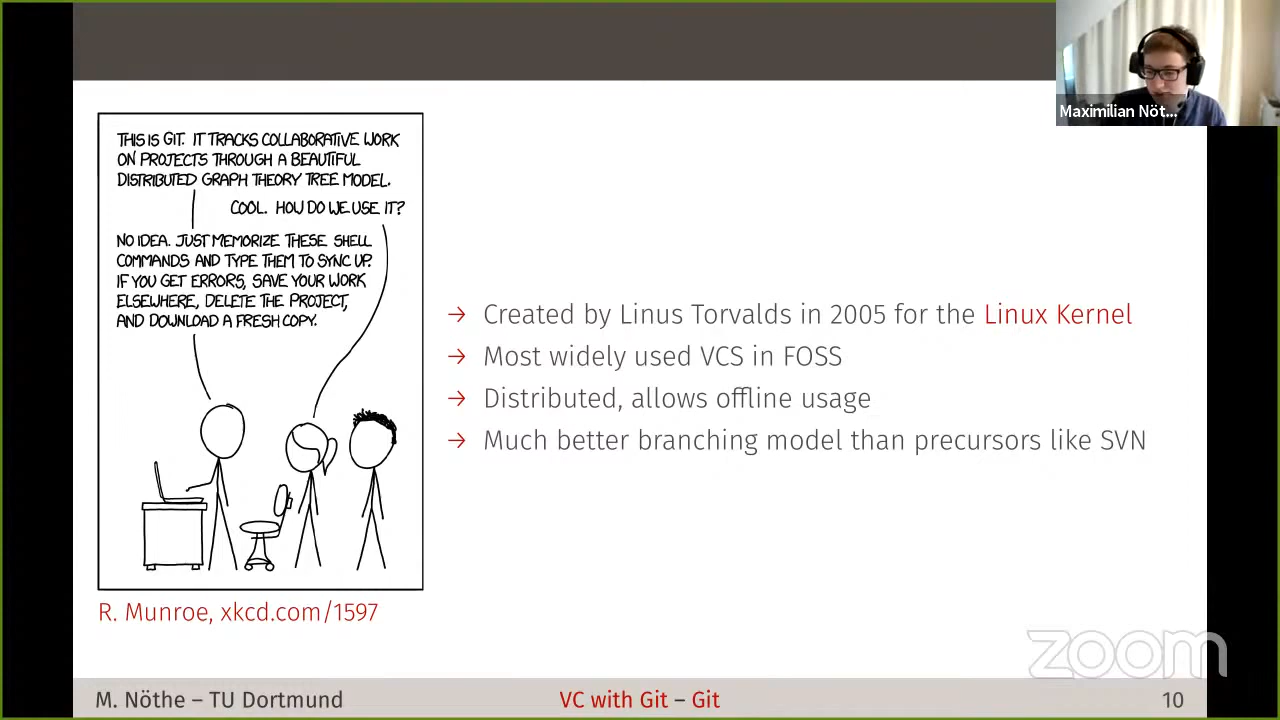 Maximilian Nöt...
THIS IS GIT. IT TRACKS COLLABORATIVE WORK
ON PROJECTS THROUGH A BEAUTIFUL
DISTRIBUTED GRAPH THEORY TREE MODEL.
COOL. HOW DO WE USE IT?
NO IDEA. JUST MEMORIZE THESE SHELL
COMMANDS AND TYPE THEM TO SYNC UP.
IF YOU GET ERRORS, SAVE YOUR WORK
ELSEWHERE, DELETE THE PROJECT,
AND DOWNLOAD A FRESH COPY.
R. Munroe, xkcd.com/1597
→ Created by Linus Torvalds in 2005 for the Linux Kernel
→ Most widely used VCS in FOSS
→ Distributed, allows offline usage
→ Much better branching model than precursors like SVN
zoom
M. Nöthe – TU Dortmund
VC with Git – Git
10